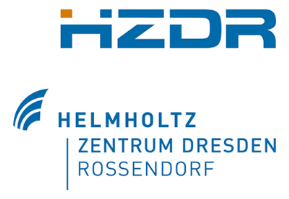 HZDR
HELMHOLTZ
ZENTRUM DRESDEN
ROSSENDORF